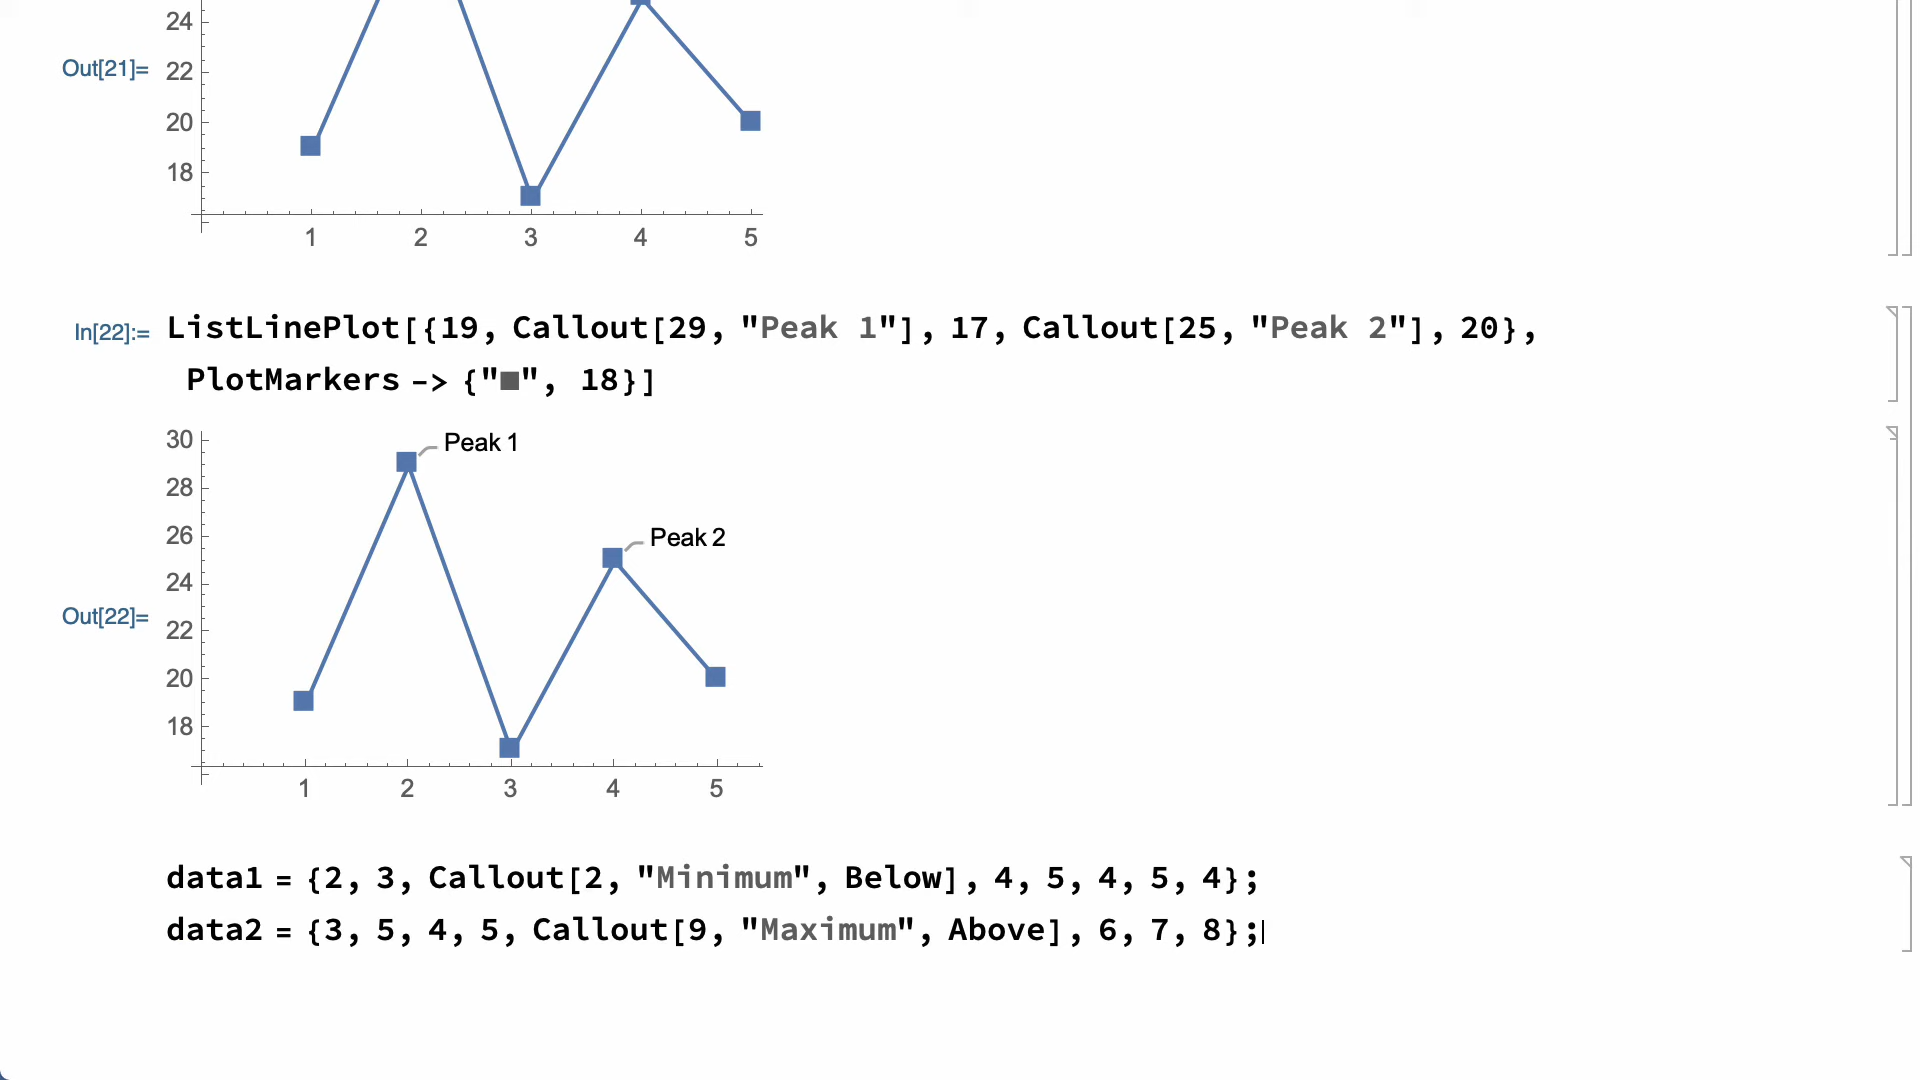 24
Out[21]=
22
20
18
1 2 3 4 5
In[22]:= ListLinePlot[{19, Callout[29, "Peak 1"], 17, Callout[25, "Peak 2"], 20},
PlotMarkers -> {"■", 18}]
30
Peak 1
28
26
Peak 2
24
Out[22]=
22
20
18
1 2 3 4 5
data1 = {2, 3, Callout[2, "Minimum", Below], 4, 5, 4, 5, 4};
data2 = {3, 5, 4, 5, Callout[9, "Maximum", Above], 6, 7, 8};